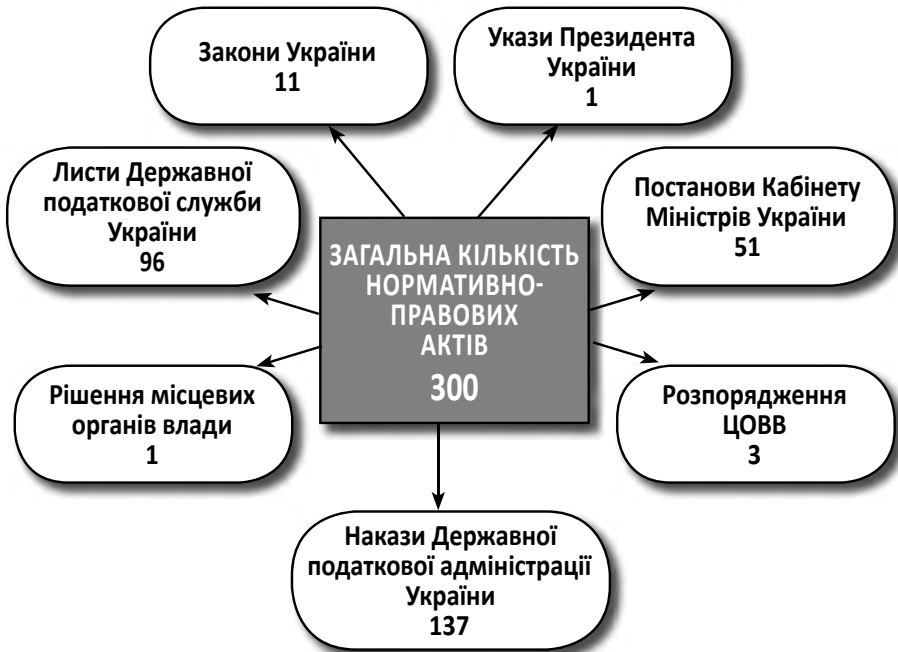 Закони України
11
Укази Президента
України
1
Листи Державної
податкової служби
України
96
Постанови Кабінету
Міністрів України
51
ЗАГАЛЬНА КІЛЬКІСТЬ
НОРМАТИВНО-
ПРАВОВИХ
АКТІВ
300
Рішення місцевих
органів влади
1
Розпорядження
ЦОВВ
3
Накази Державної
податкової адміністрації
України
137